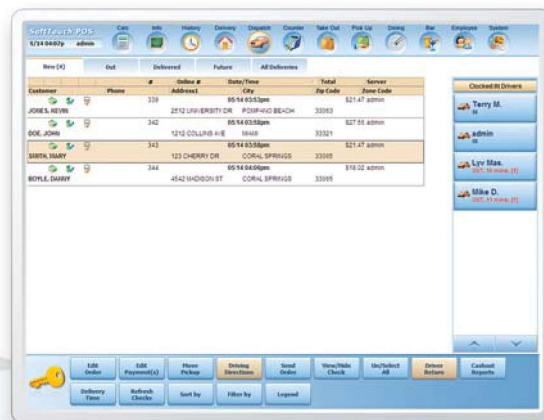 SoftTouch POS
Calc Info History Delivery Dispatch Counter Take Out Pick Up Dining Bar Employee System
5/14 04:07p admin
New (4) Out Delivered Future All Deliveries
# Online # Date/Time Total Server
Customer Phone Address1 City Zip Code Zone Code
339 05/14 03:53pm $21.47 admin
JONES, KEVIN 2512 UNIVERSITY DR POMPANO BEACH 33063
342 05/14 03:58pm $27.55 admin
DOE, JOHN 1212 COLLINS AVE MIAMI 33321
343 05/14 03:58pm $21.47 admin
SMITH, MARY 123 CHERRY DR CORAL SPRINGS 33065
344 05/14 04:06pm $18.02 admin
BOYLE, DANNY 4542 MADISON ST CORAL SPRINGS 33065
Clocked IN Drivers
Terry M.
IN
admin
IN
Lyv Mas.
Mike D.
Edit Order
Edit Payment(s)
Move Pickup
Driving Directions
Send Order
View/Hide Check
Un/Select All
Driver Return
Cashout Reports
Delivery Time
Refresh Checks
Sort by
Filter by
Legend